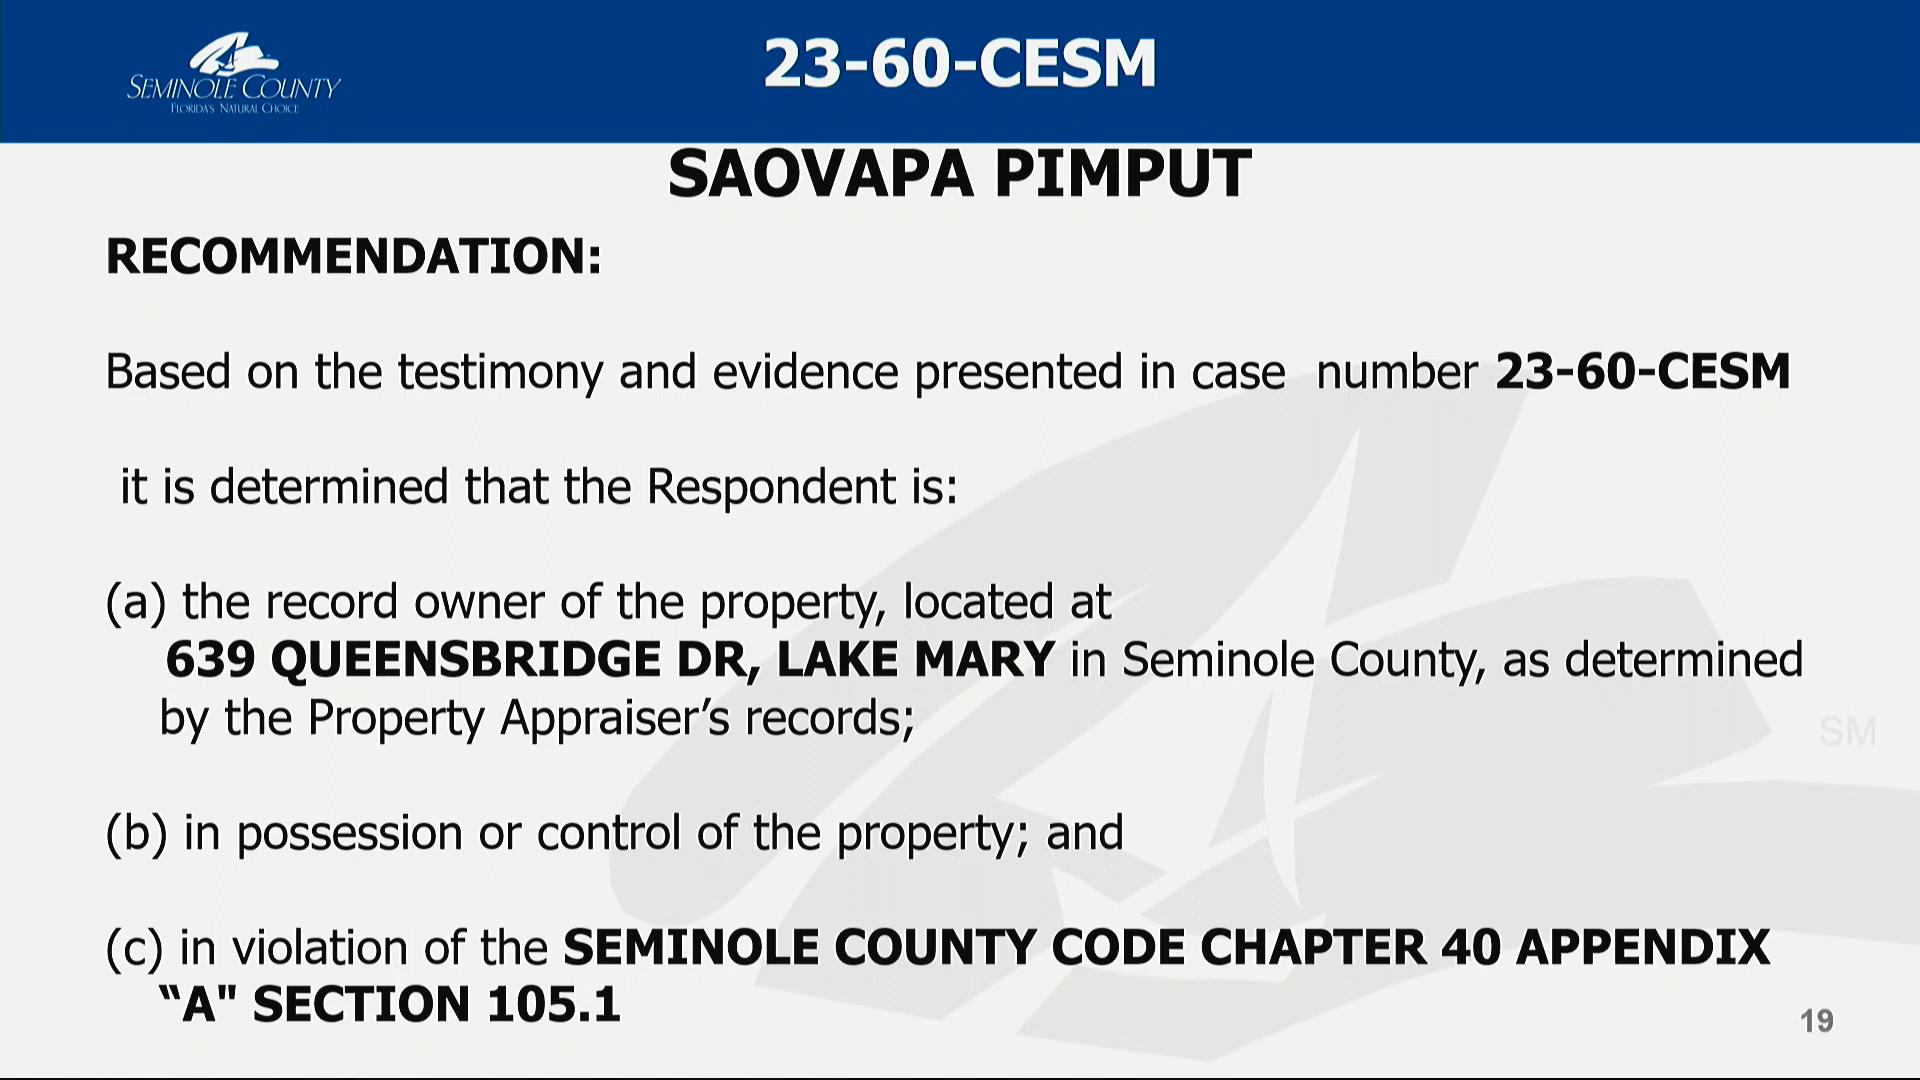 SEMINOLE COUNTY
FLORIDA'S NATURAL CHOICE
23-60-CESM
SAOVAPA PIMPUT
RECOMMENDATION:
Based on the testimony and evidence presented in case number 23-60-CESM
it is determined that the Respondent is:
(a) the record owner of the property, located at
639 QUEENSBRIDGE DR, LAKE MARY in Seminole County, as determined
by the Property Appraiser’s records;
SM
(b) in possession or control of the property; and
(c) in violation of the SEMINOLE COUNTY CODE CHAPTER 40 APPENDIX
“A" SECTION 105.1
19